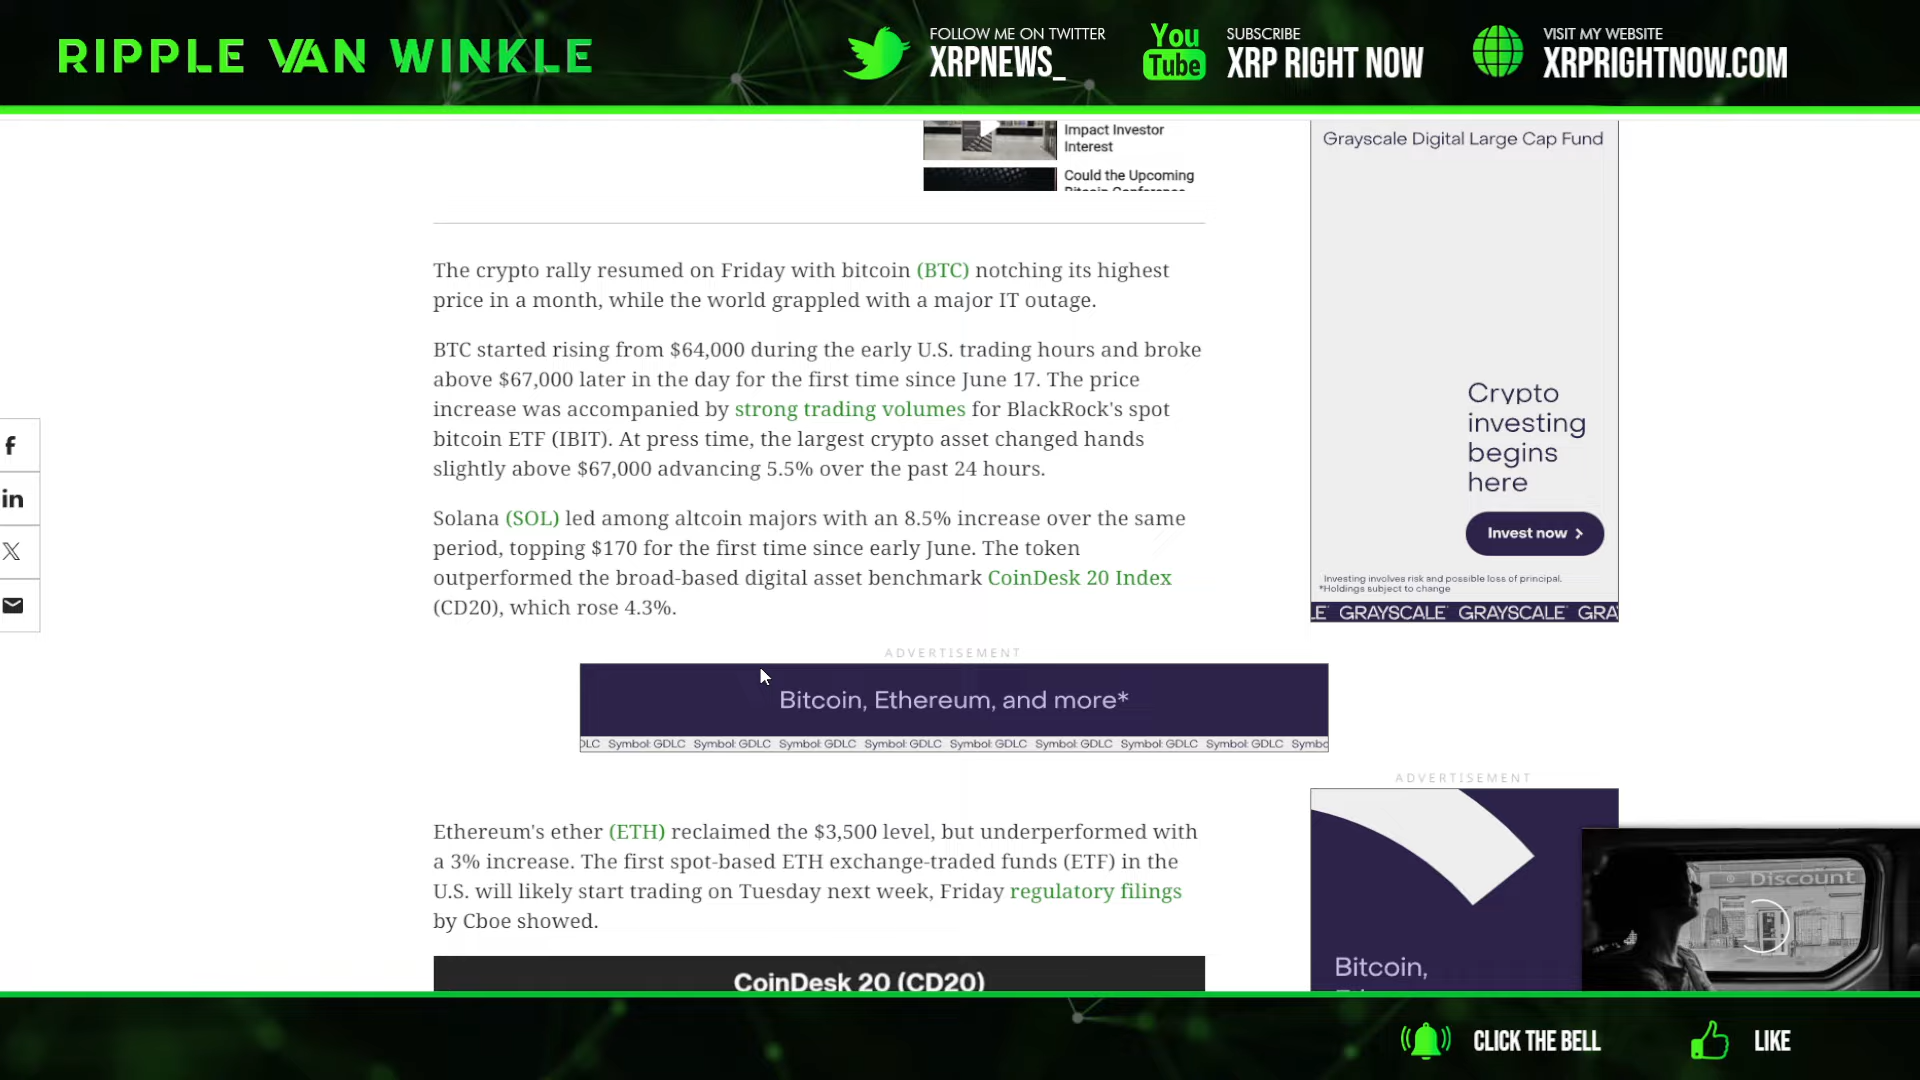 RIPPLE VAN WINKLE
FOLLOW ME ON TWITTER
XRPNEWS_
You
Tube
SUBSCRIBE
XRP RIGHT NOW
VISIT MY WEBSITE
XRPRIGHTNOW.COM
Impact Investor
Interest
Could the Upcoming
Bitcoin Conference
Grayscale Digital Large Cap Fund
Crypto
investing
begins
here
Invest now >
Investing involves risk and possible loss of principal.
*Holdings subject to change
GRAYSCALE GRAYSCALE
The crypto rally resumed on Friday with bitcoin (BTC) notching its highest
price in a month, while the world grappled with a major IT outage.
BTC started rising from $64,000 during the early U.S. trading hours and broke
above $67,000 later in the day for the first time since June 17. The price
increase was accompanied by strong trading volumes for BlackRock's spot
bitcoin ETF (IBIT). At press time, the largest crypto asset changed hands
slightly above $67,000 advancing 5.5% over the past 24 hours.
Solana (SOL) led among altcoin majors with an 8.5% increase over the same
period, topping $170 for the first time since early June. The token
outperformed the broad-based digital asset benchmark CoinDesk 20 Index
(CD20), which rose 4.3%.
ADVERTISEMENT
Bitcoin, Ethereum, and more*
Symbol: GDLC Symbol: GDLC Symbol: GDLC Symbol: GDLC Symbol: GDLC Symbol: GDLC Symbol: GDLC Symbol: GDLC
ADVERTISEMENT
Bitcoin,
Discount
Ethereum's ether (ETH) reclaimed the $3,500 level, but underperformed with
a 3% increase. The first spot-based ETH exchange-traded funds (ETF) in the
U.S. will likely start trading on Tuesday next week, Friday regulatory filings
by Cboe showed.
CoinDesk 20 (CD20)
CLICK THE BELL
LIKE